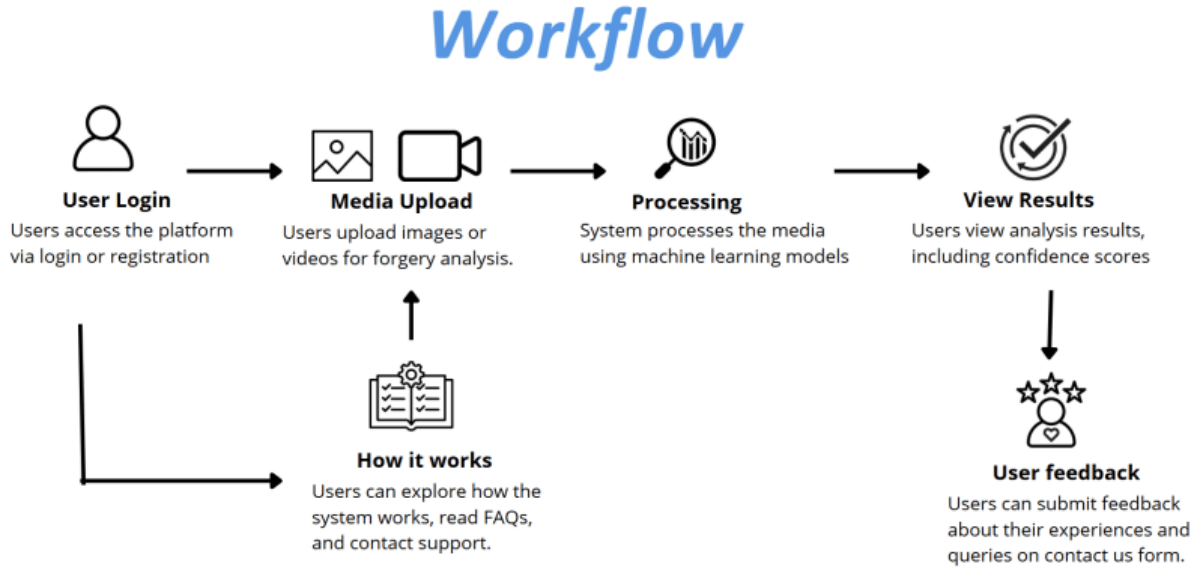 Workflow
User Login
Users access the platform
via login or registration
Media Upload
Users upload images or
videos for forgery analysis.
Processing
System processes the media
using machine learning models
View Results
Users view analysis results,
including confidence scores
How it works
Users can explore how the
system works, read FAQs,
and contact support.
User feedback
Users can submit feedback
about their experiences and
queries on contact us form.